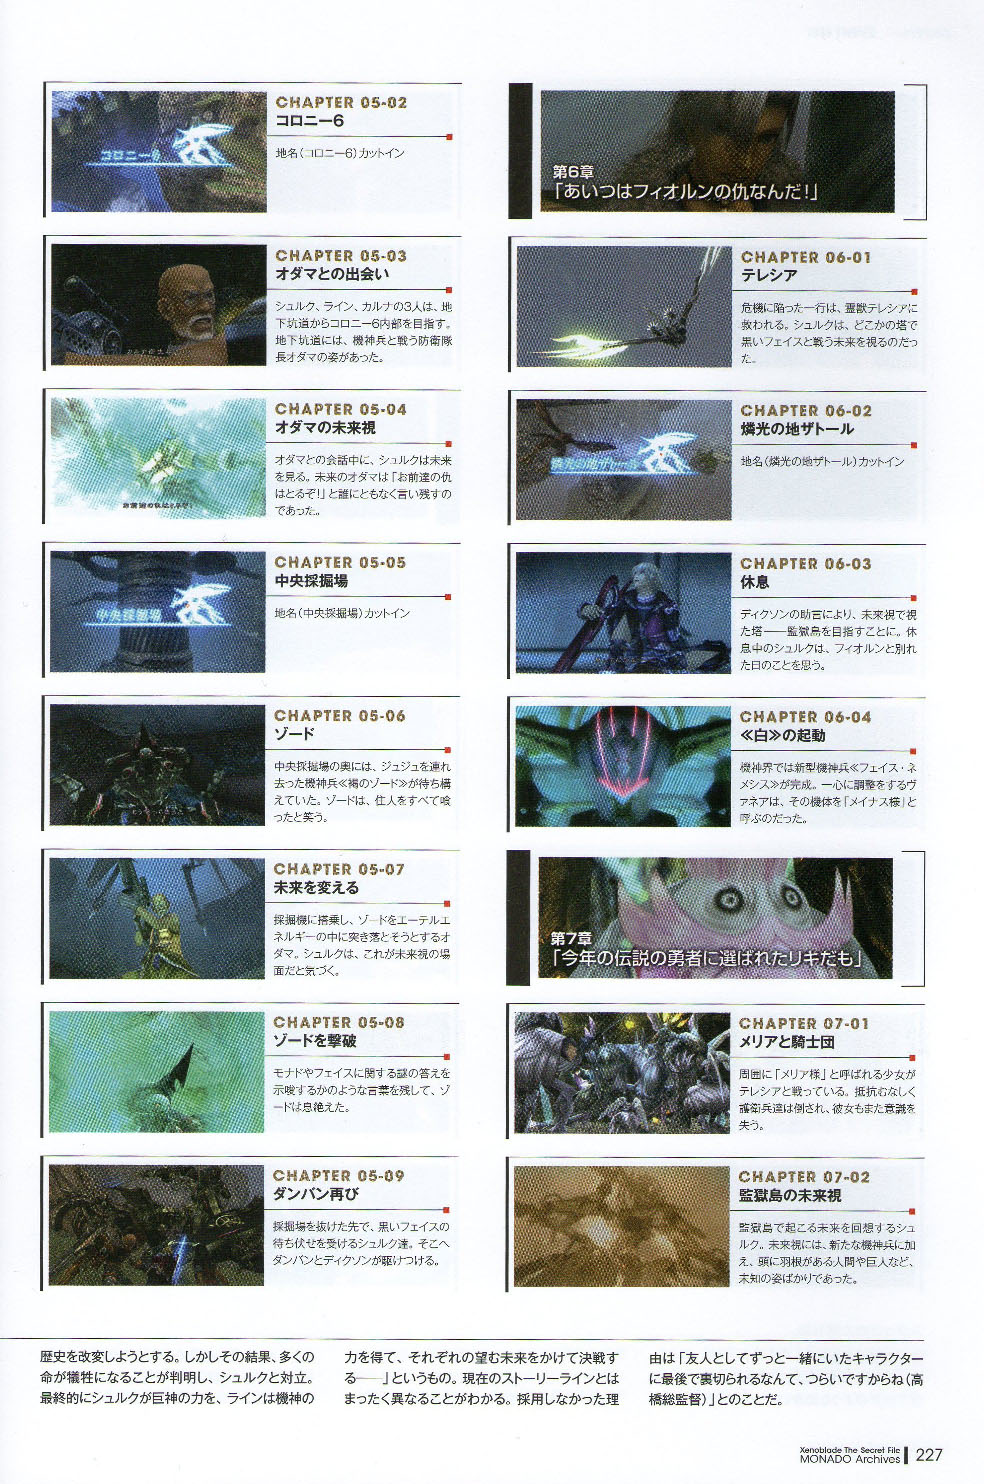 CHAPTER 05-02
コロニー6
地名(コロニー6)カットイン
コロニー6
CHAPTER 05-03
オダマとの出会い
シュルク、ライン、カルナの3人は、地
下坑道からコロニー6内部を目指す。
地下坑道には、機神兵と戦う防衛隊
長オダマの姿があった。
CHAPTER 05-04
オダマの未来視
オダマとの会話中に、シュルクは未来
を見る。未来のオダマは「お前達の仇
はとるぞ!」と誰にともなく言い残すの
であった。
お前達の仇はとるぞ!
CHAPTER 05-05
中央採掘場
地名(中央採掘場)カットイン
中央採掘場
CHAPTER 05-06
ゾード
中央採掘場の奥には、ジュジュを連れ
去った機神兵≪褐のゾード≫が待ち構
えていた。ゾードは、住人をすべて喰
ったと笑う。
CHAPTER 05-07
未来を変える
採掘機に搭乗し、ゾードをエーテルエ
ネルギーの中に突き落とそうとするオ
ダマ。シュルクは、これが未来視の場
面だと気づく。
CHAPTER 05-08
ゾードを撃破
モナドやフェイスに関する謎の答えを
示唆するかのような言葉を残して、ゾ
ードは息絶えた。
CHAPTER 05-09
ダンバン再び
採掘場を抜けた先で、黒いフェイスの
待ち伏せを受けるシュルク達。そこへ
ダンバンとディクソンが駆けつける。
第6章
「あいつはフィオルンの仇なんだ!」
CHAPTER 06-01
テレシア
危機に陥った一行は、霊獣テレシアに
救われる。シュルクは、どこかの塔で
黒いフェイスと戦う未来を視るのだっ
た。
CHAPTER 06-02
燐光の地ザトール
地名(燐光の地ザトール)カットイン
燐光の地ザトール
CHAPTER 06-03
休息
ディクソンの助言により、未来視で視
た塔――監獄島を目指すことに。休
息中のシュルクは、フィオルンと別れ
た日のことを思う。
CHAPTER 06-04
≪白≫の起動
機神界では新型機神兵≪フェイス・ネ
メシス≫が完成。一心に調整をするヴ
ァネアは、その機体を「メイナス様」と
呼ぶのだった。
第7章
「今年の伝説の勇者に選ばれたリキだも」
CHAPTER 07-01
メリアと騎士団
周囲に「メリア様」と呼ばれる少女が
テレシアと戦っている。抵抗むなしく
護衛兵達は倒され、彼女もまた意識を
失う。
CHAPTER 07-02
監獄島の未来視
監獄島で起こる未来を回想するシュ
ルク。未来視には、新たな機神兵に加
え、頭に羽根がある人間や巨人など、
未知の姿ばかりであった。
歴史を改変しようとする。しかしその結果、多くの
命が犠牲になることが判明し、シュルクと対立。
最終的にシュルクが巨神の力を、ラインは機神の
力を得て、それぞれの望む未来をかけて決戦す
る――」というもの。現在のストーリーラインとは
まったく異なることがわかる。採用しなかった理
由は「友人としてずっと一緒にいたキャラクター
に最後で裏切られるなんて、つらいですからね(高
橋総監督)」とのことだ。
Xenoblade The Secret File
MONADO Archives
227